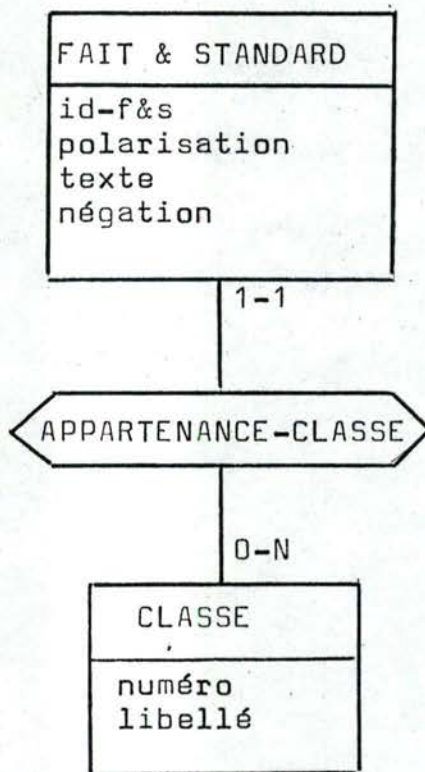 FAIT & STANDARD
id-f&s
polarisation
texte
négation
1-1
APPARTENANCE-CLASSE
0-N
CLASSE
numéro
libellé